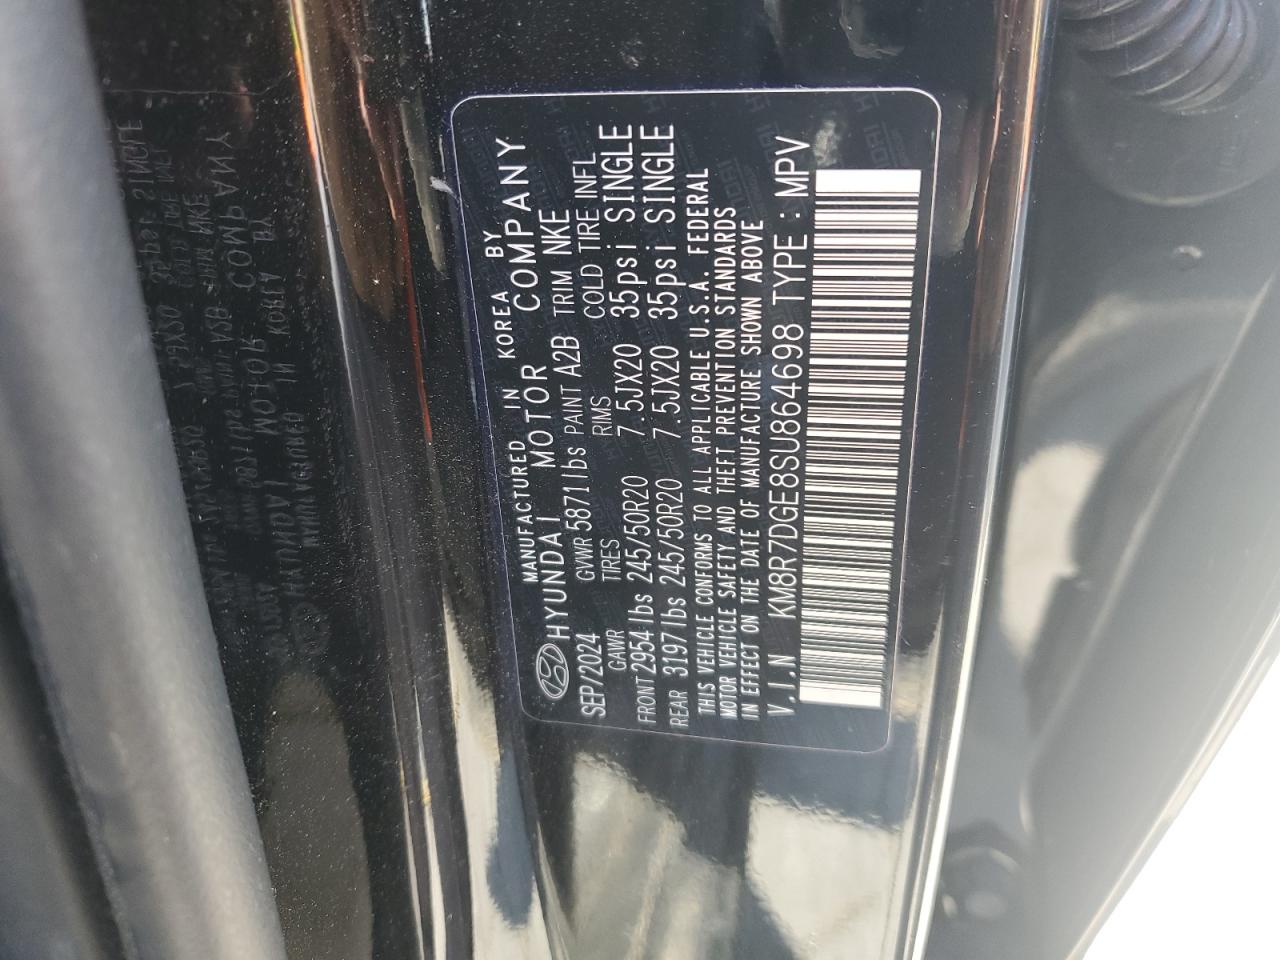 MANUFACTURED IN KOREA BY
HYUNDAI MOTOR COMPANY
SEP/2024 GVWR 5871lbs PAINT A2B TRIM NKE
GAWR TIRES RIMS COLD TIRE INFL
FRONT 2954lbs 245/50R20 7.5JX20 35psi SINGLE
REAR 3197lbs 245/50R20 7.5JX20 35psi SINGLE
THIS VEHICLE CONFORMS TO ALL APPLICABLE U.S.A. FEDERAL
MOTOR VEHICLE SAFETY AND THEFT PREVENTION STANDARDS
IN EFFECT ON THE DATE OF MANUFACTURE SHOWN ABOVE
V.I.N KM8R7DGE8SU864698 TYPE : MPV